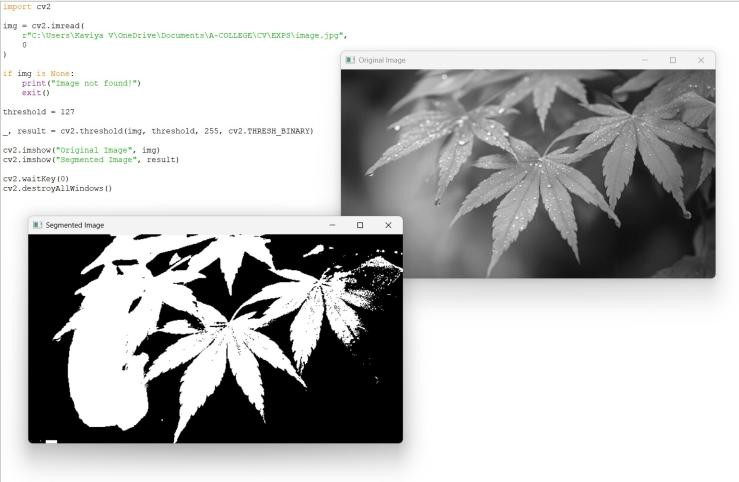 import cv2
img = cv2.imread(
    r"C:\Users\Kaviya V\OneDrive\Documents\A-COLLEGE\CV\EXPS\image.jpg",
    0
)
if img is None:
    print("Image not found!")
    exit()
threshold = 127
_, result = cv2.threshold(img, threshold, 255, cv2.THRESH_BINARY)
cv2.imshow("Original Image", img)
cv2.imshow("Segmented Image", result)
cv2.waitKey(0)
cv2.destroyAllWindows()
Original Image
Segmented Image